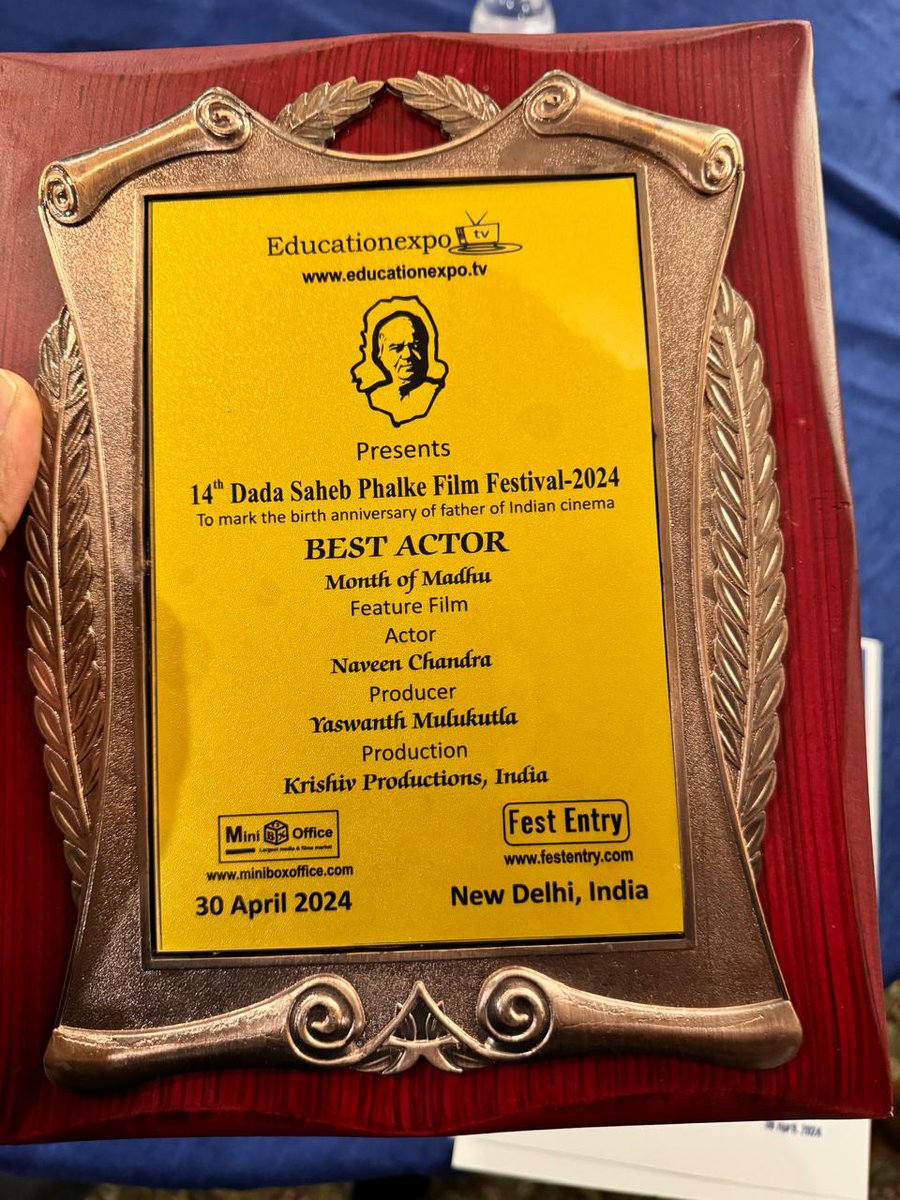 Educationexpo tv
www.educationexpo.tv
Presents
14th Dada Saheb Phalke Film Festival-2024
To mark the birth anniversary of father of Indian cinema
BEST ACTOR
Month of Madhu
Feature Film
Actor
Naveen Chandra
Producer
Yaswanth Mulukutla
Production
Krishiv Productions, India
Mini BOX Office
Largest media & films market
www.miniboxoffice.com
Fest Entry
www.festentry.com
30 April 2024
New Delhi, India
April, 2024